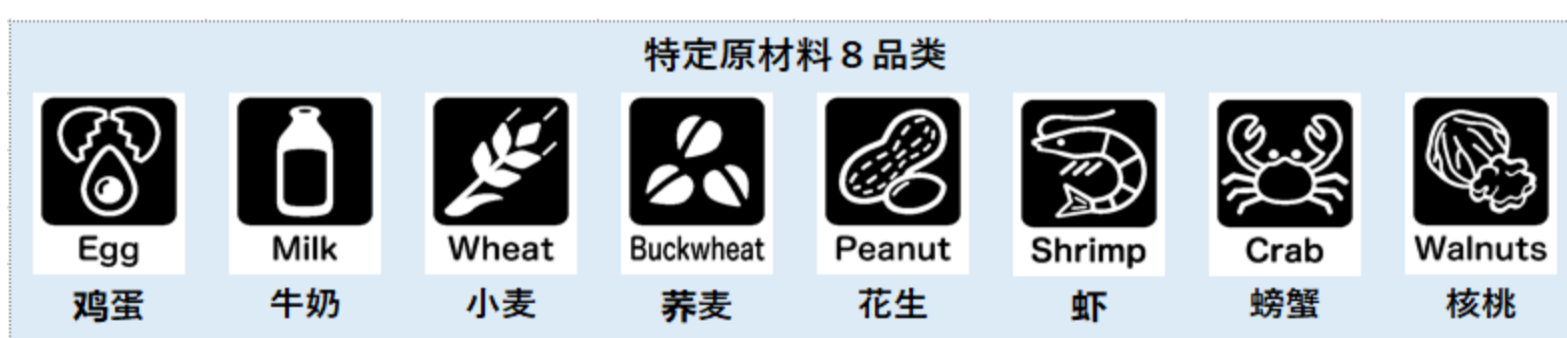 特定原材料８品类
Egg Milk Wheat Buckwheat Peanut Shrimp Crab Walnuts
鸡蛋 牛奶 小麦 荞麦 花生 虾 螃蟹 核桃